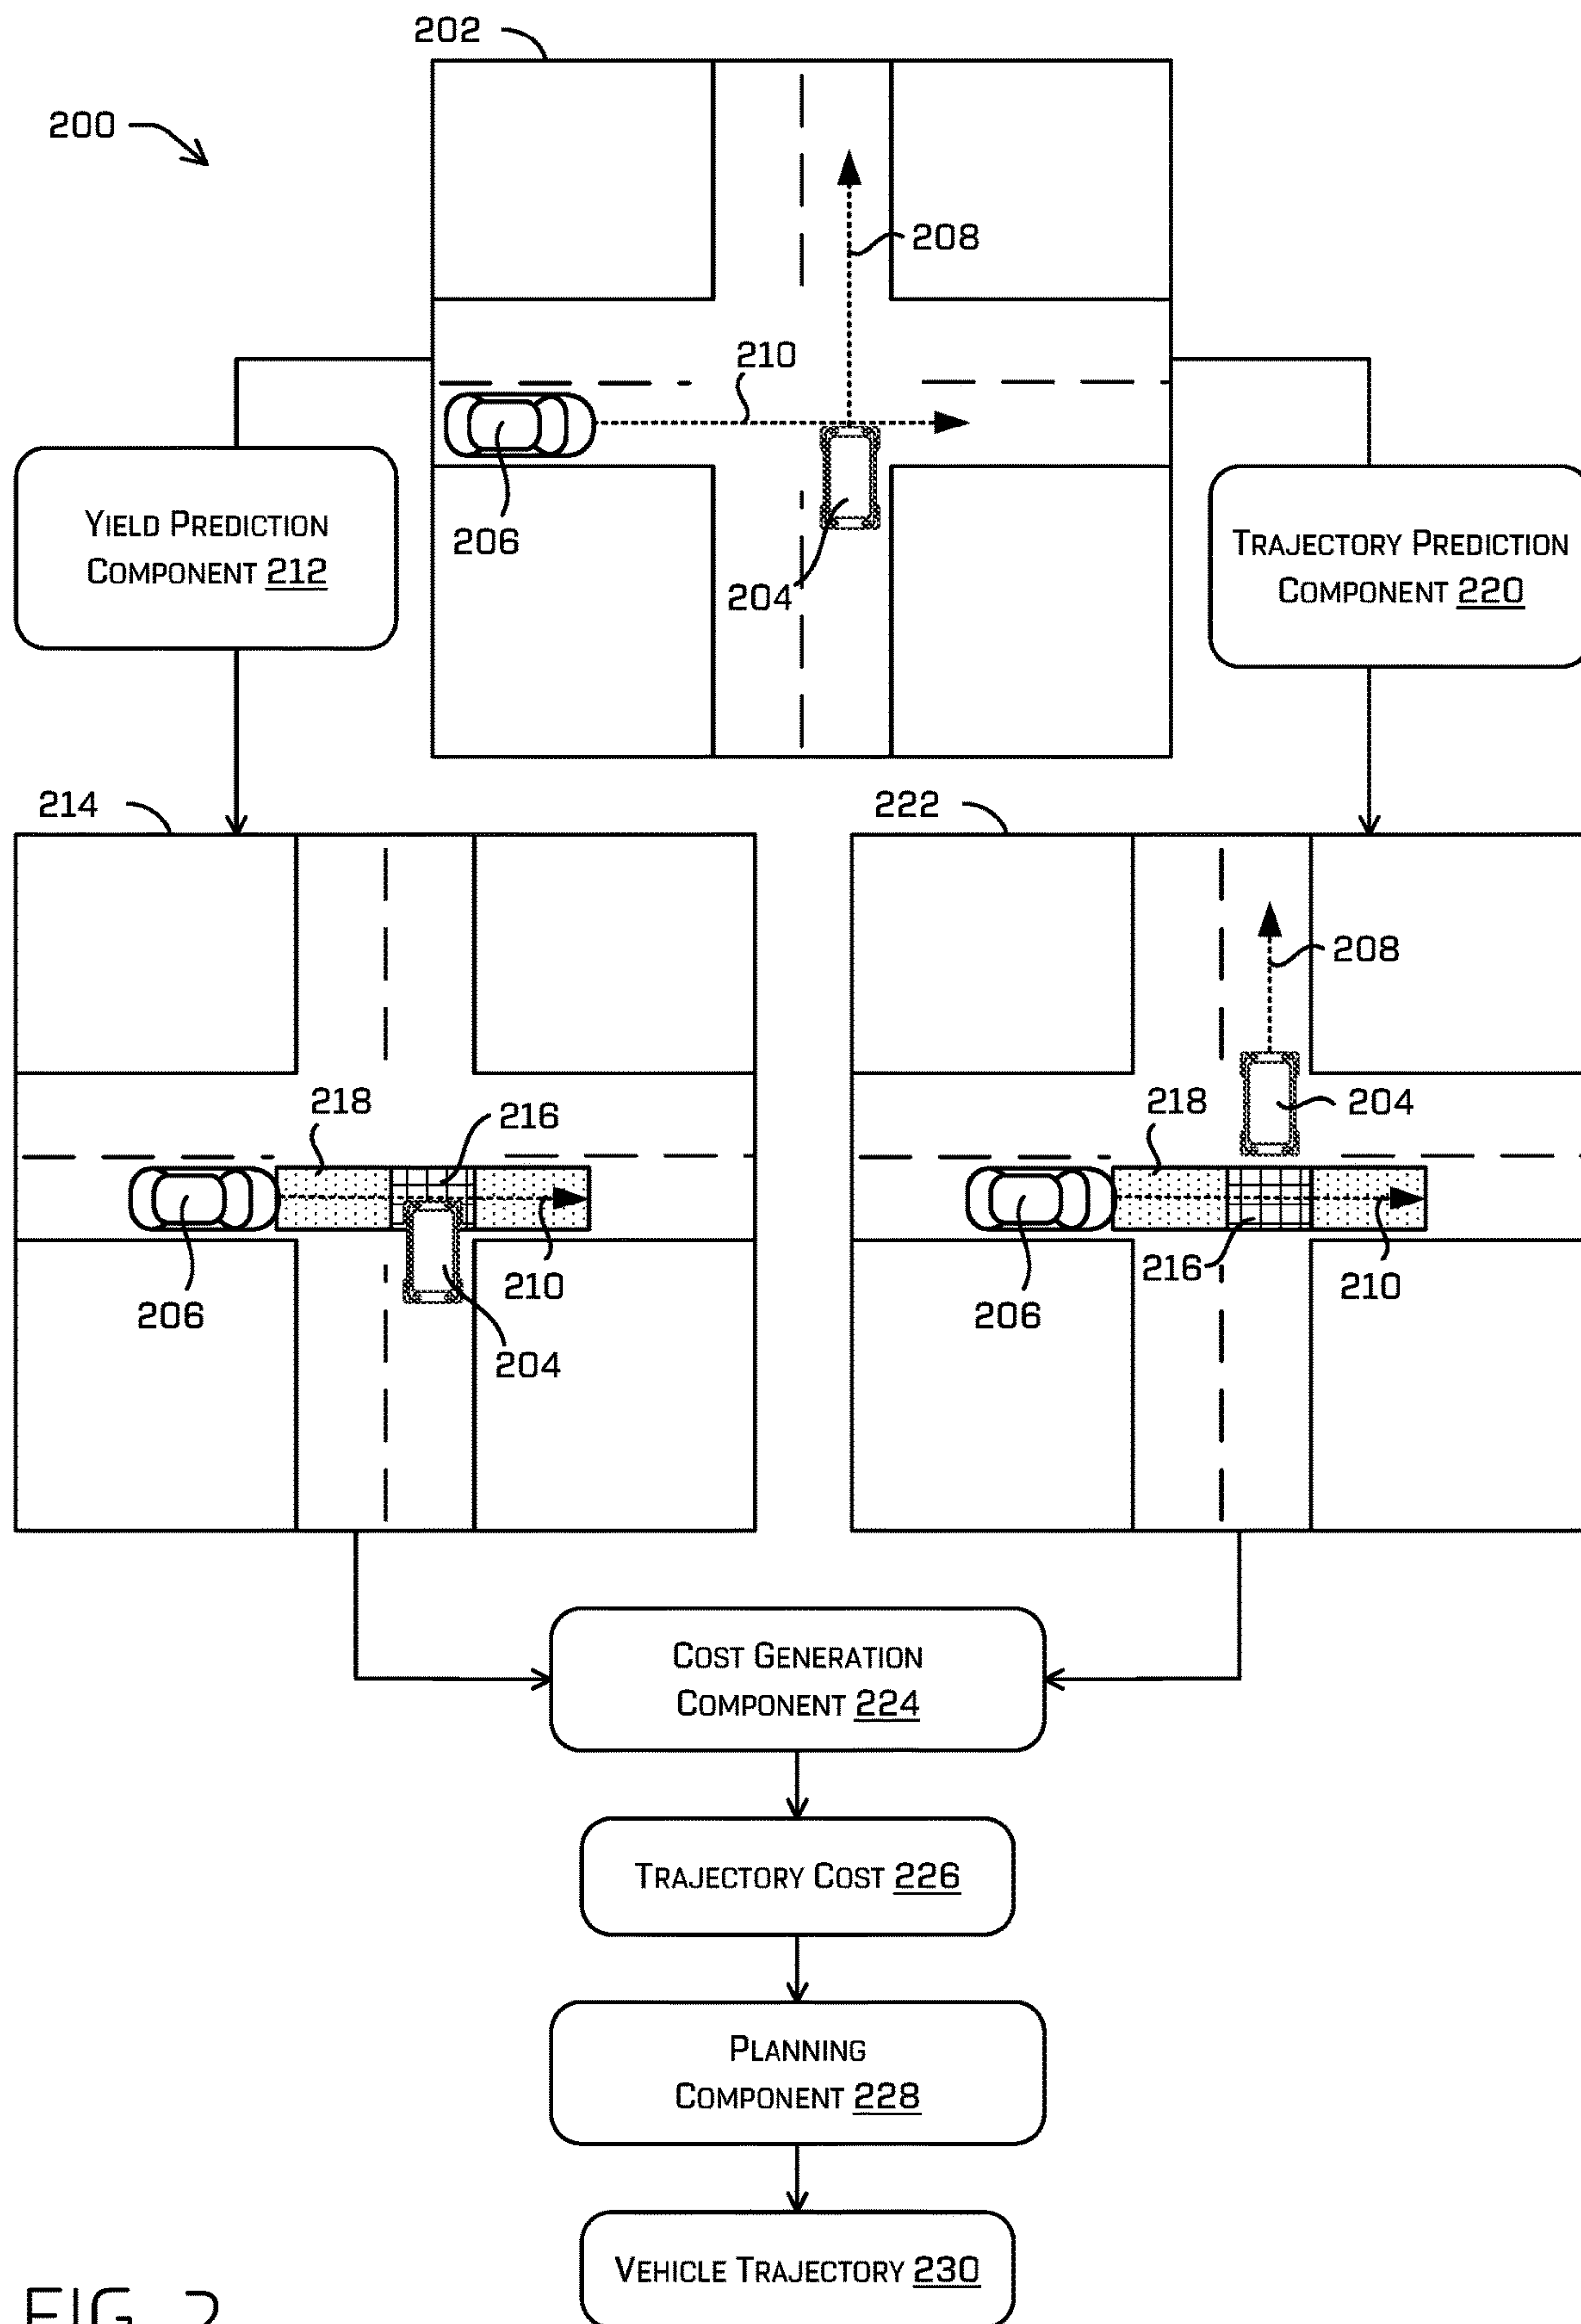 202
200
208
210
206
204
YIELD PREDICTION
COMPONENT 212
TRAJECTORY PREDICTION
COMPONENT 220
214
222
218
216
206
210
204
208
218
204
216
206
210
COST GENERATION
COMPONENT 224
TRAJECTORY COST 226
PLANNING
COMPONENT 228
VEHICLE TRAJECTORY 230
FIG. 2